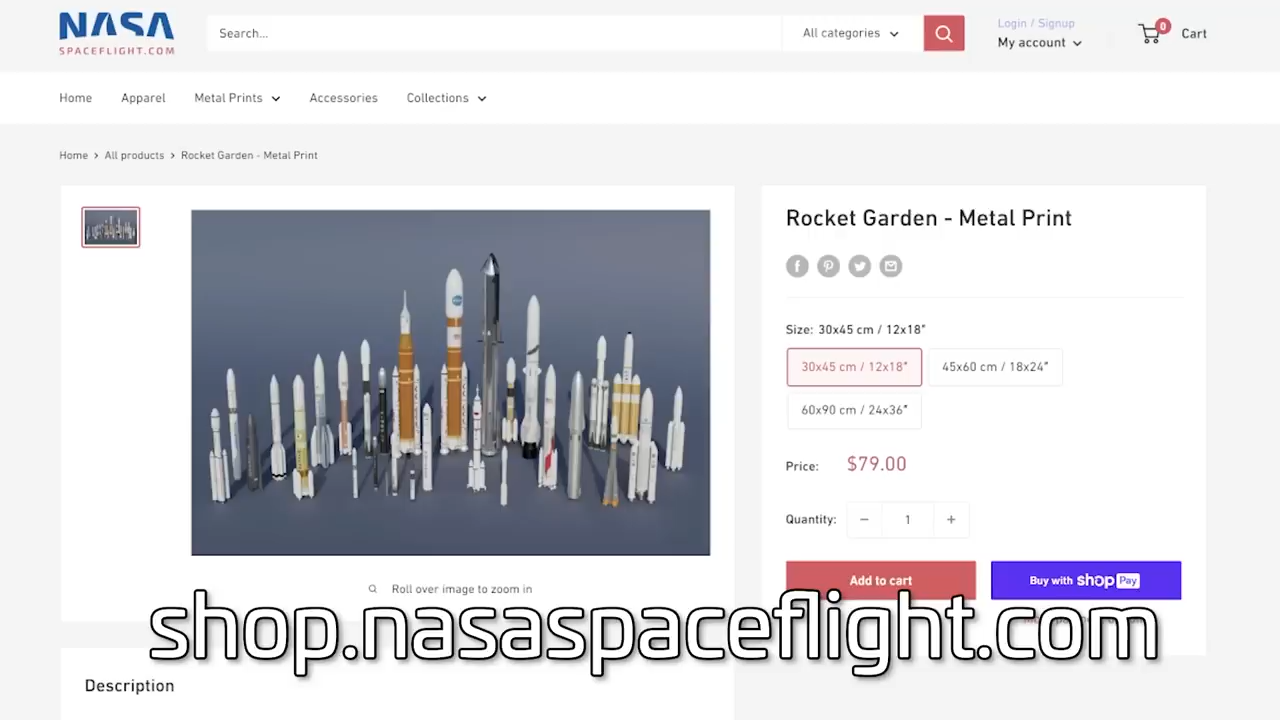 NASA
SPACEFLIGHT.COM
Search...
All categories
Login / Signup
My account
0
Cart
Home
Apparel
Metal Prints
Accessories
Collections
Home > All products > Rocket Garden - Metal Print
Rocket Garden - Metal Print
Size: 30x45 cm / 12x18"
30x45 cm / 12x18"
45x60 cm / 18x24"
60x90 cm / 24x36"
Price: $79.00
Quantity: − 1 +
Add to cart
Buy with shop Pay
Roll over image to zoom in
shop.nasaspaceflight.com
Description